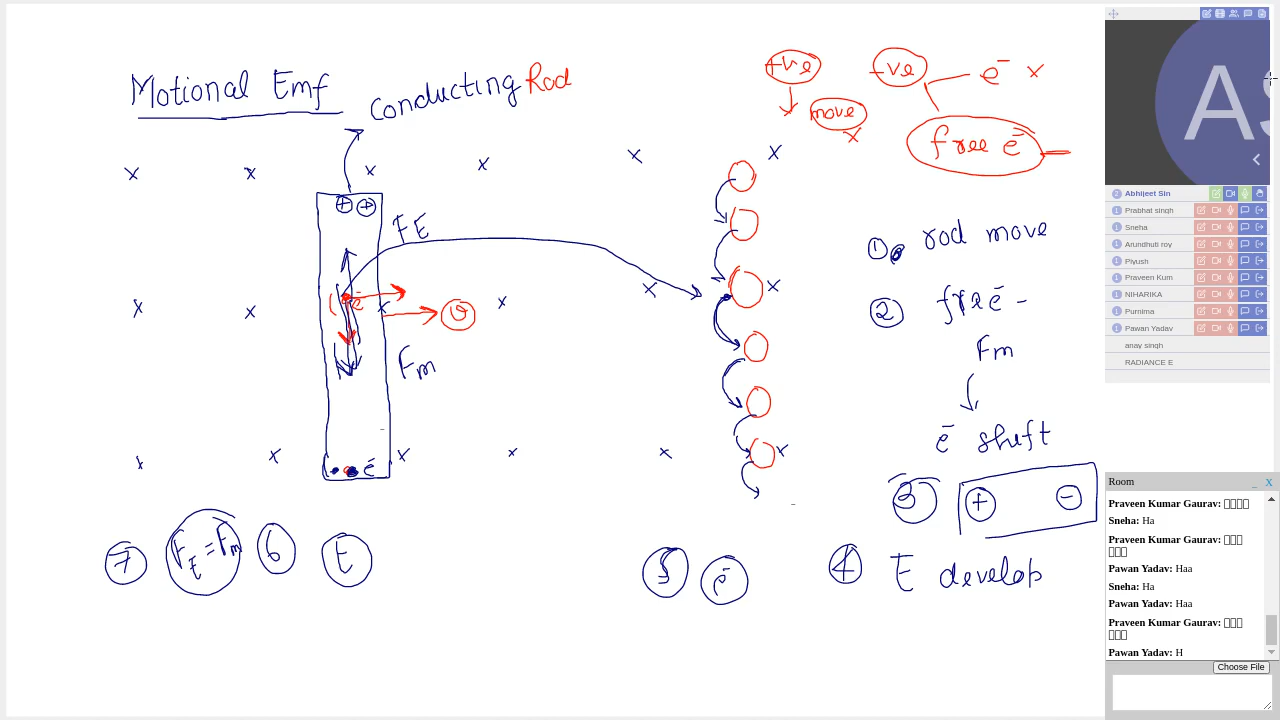 Motional Emf
conducting Rod
+ve
move
x
-ve
e⁻ x
free e⁻
x x x x x x
+ +
FE
① rod move
e⁻
v
x x x x x x
② free e⁻
Fm
Fm
↓
e⁻ shift
x x x x x x
e⁻
③ + -
⑦ FE = Fm ⑥ E ⑤ e⁻ ④ E develop
AS
Abhijeet Sin
Prabhat singh
Sneha
Arundhuti roy
Piyush
Praveen Kum
NIHARIKA
Purnima
Pawan Yadav
anay singh
RADIANCE E
Room _ X
Praveen Kumar Gaurav:
Sneha: Ha
Praveen Kumar Gaurav:
Pawan Yadav: Haa
Sneha: Ha
Pawan Yadav: Haa
Praveen Kumar Gaurav:
Pawan Yadav: H
Choose File